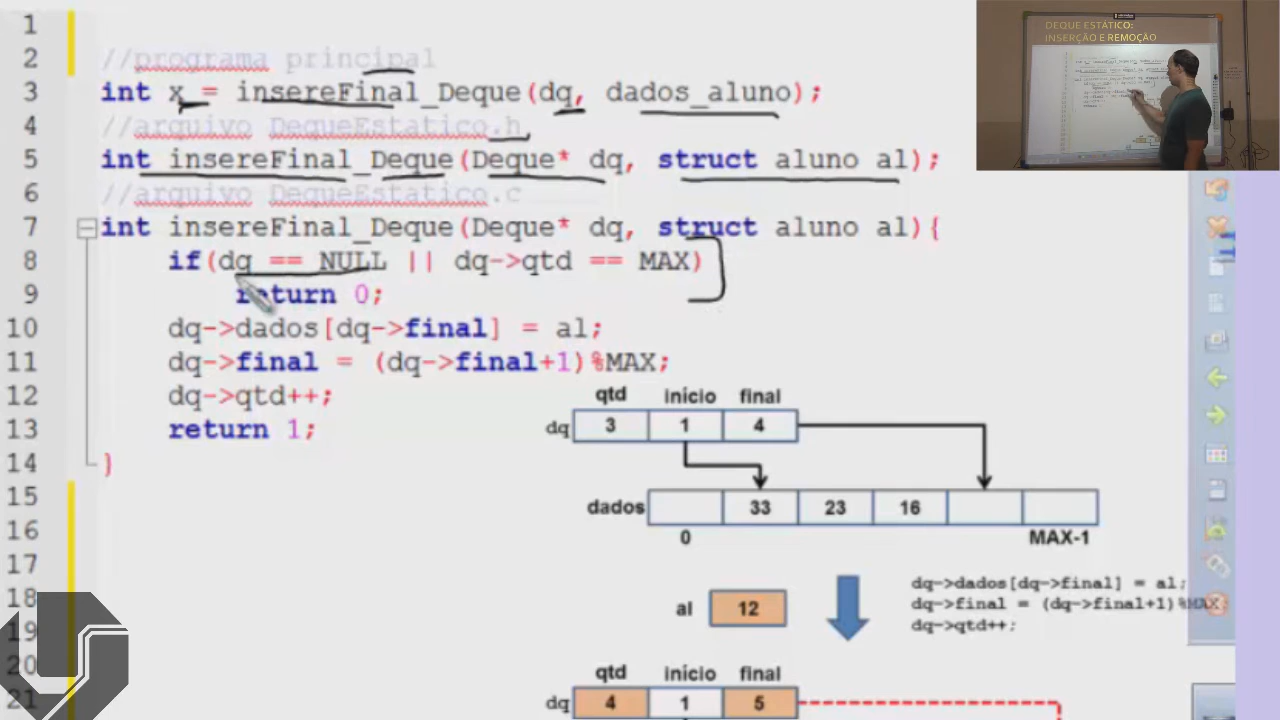 1
2 //programa principal
3 int x = insereFinal_Deque(dq, dados_aluno);
4 //arquivo DequeEstatico.h
5 int insereFinal_Deque(Deque* dq, struct aluno al);
6 //arquivo DequeEstatico.c
7 int insereFinal_Deque(Deque* dq, struct aluno al){
8 if(dq == NULL || dq->qtd == MAX)
9 return 0;
10 dq->dados[dq->final] = al;
11 dq->final = (dq->final+1)%MAX;
12 dq->qtd++;
13 return 1;
14 }
15
16
17
18
19
20
21
qtd início final
dq 3 1 4
dados 33 23 16
0 MAX-1
al 12
dq->dados[dq->final] = al;
dq->final = (dq->final+1)%MAX;
dq->qtd++;
qtd início final
dq 4 1 5
DEQUE ESTÁTICO:
INSERÇÃO E REMOÇÃO